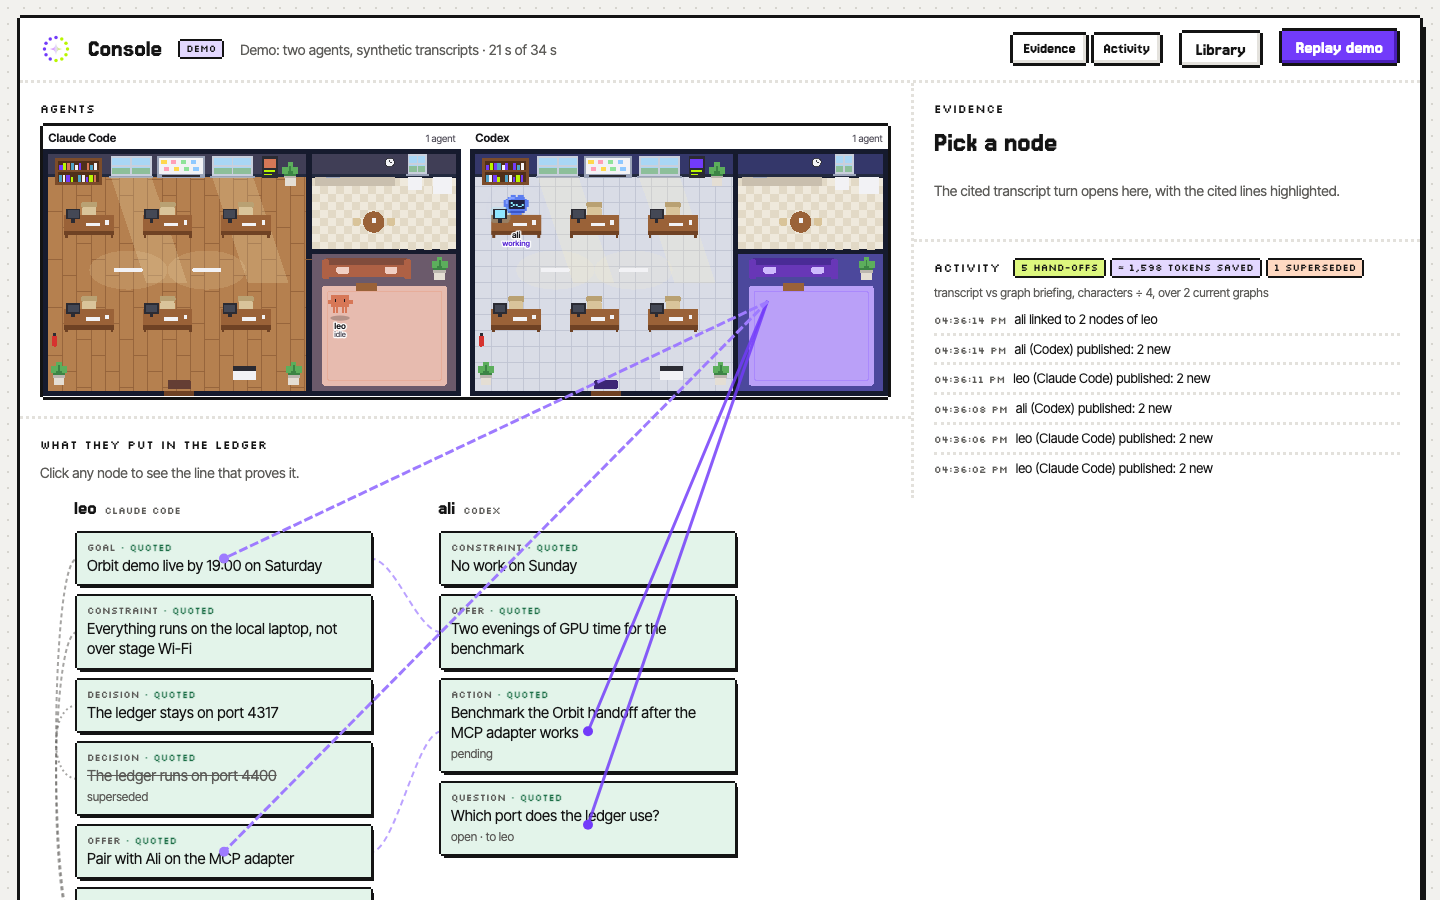 Console
DEMO
Demo: two agents, synthetic transcripts · 21 s of 34 s
Evidence
Activity
Library
Replay demo
AGENTS
Claude Code
1 agent
Codex
1 agent
ali
working
leo
idle
WHAT THEY PUT IN THE LEDGER
Click any node to see the line that proves it.
leo CLAUDE CODE
GOAL · QUOTED
Orbit demo live by 19:00 on Saturday
CONSTRAINT · QUOTED
Everything runs on the local laptop, not
over stage Wi-Fi
DECISION · QUOTED
The ledger stays on port 4317
DECISION · QUOTED
The ledger runs on port 4400
superseded
OFFER · QUOTED
Pair with Ali on the MCP adapter
ali CODEX
CONSTRAINT · QUOTED
No work on Sunday
OFFER · QUOTED
Two evenings of GPU time for the
benchmark
ACTION · QUOTED
Benchmark the Orbit handoff after the
MCP adapter works
pending
QUESTION · QUOTED
Which port does the ledger use?
open · to leo
EVIDENCE
Pick a node
The cited transcript turn opens here, with the cited lines highlighted.
ACTIVITY
5 HAND-OFFS
≈ 1,598 TOKENS SAVED
1 SUPERSEDED
transcript vs graph briefing, characters ÷ 4, over 2 current graphs
04:36:14 PM ali linked to 2 nodes of leo
04:36:14 PM ali (Codex) published: 2 new
04:36:11 PM leo (Claude Code) published: 2 new
04:36:08 PM ali (Codex) published: 2 new
04:36:06 PM leo (Claude Code) published: 2 new
04:36:02 PM leo (Claude Code) published: 2 new